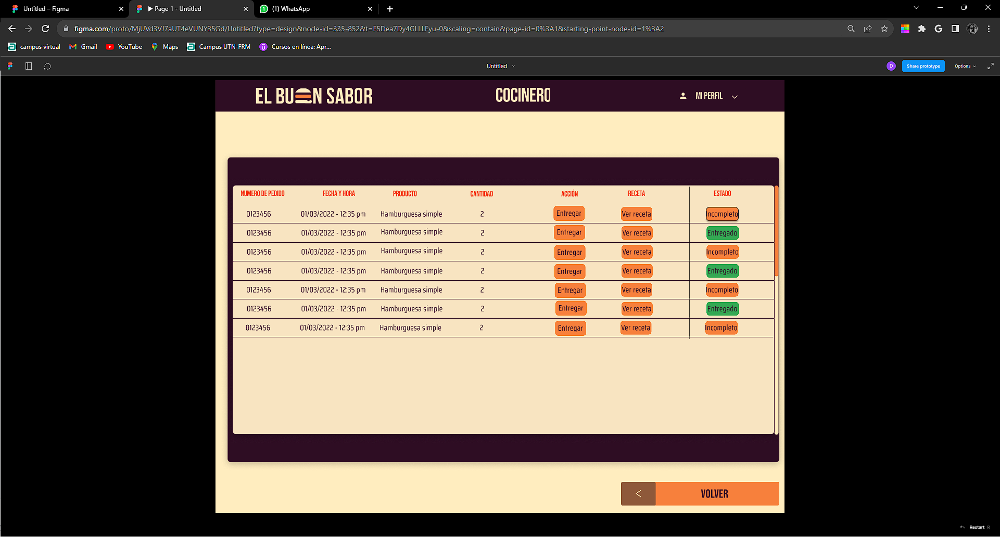 Untitled – Figma
Page 1 - Untitled
(1) WhatsApp
figma.com/proto/MjUVd3VJ7aUT4eVUNY35Gd/Untitled?type=design&node-id=335-852&t=F5Dea7Dy4GLLLFyu-0&scaling=contain&page-id=0%3A1&starting-point-node-id=1%3A2
campus virtual Gmail YouTube Maps Campus UTN-FRM Cursos en línea: Apr...
Untitled
D
Share prototype
Options
EL BUEN SABOR
COCINERO
MI PERFIL
NUMERO DE PEDIDO FECHA Y HORA PRODUCTO CANTIDAD ACCIÓN RECETA ESTADO
0123456 01/03/2022 - 12:35 pm Hamburguesa simple 2 Entregar Ver receta Incompleto
0123456 01/03/2022 - 12:35 pm Hamburguesa simple 2 Entregar Ver receta Entregado
0123456 01/03/2022 - 12:35 pm Hamburguesa simple 2 Entregar Ver receta Incompleto
0123456 01/03/2022 - 12:35 pm Hamburguesa simple 2 Entregar Ver receta Entregado
0123456 01/03/2022 - 12:35 pm Hamburguesa simple 2 Entregar Ver receta Incompleto
0123456 01/03/2022 - 12:35 pm Hamburguesa simple 2 Entregar Ver receta Entregado
0123456 01/03/2022 - 12:35 pm Hamburguesa simple 2 Entregar Ver receta Incompleto
< VOLVER
Restart R